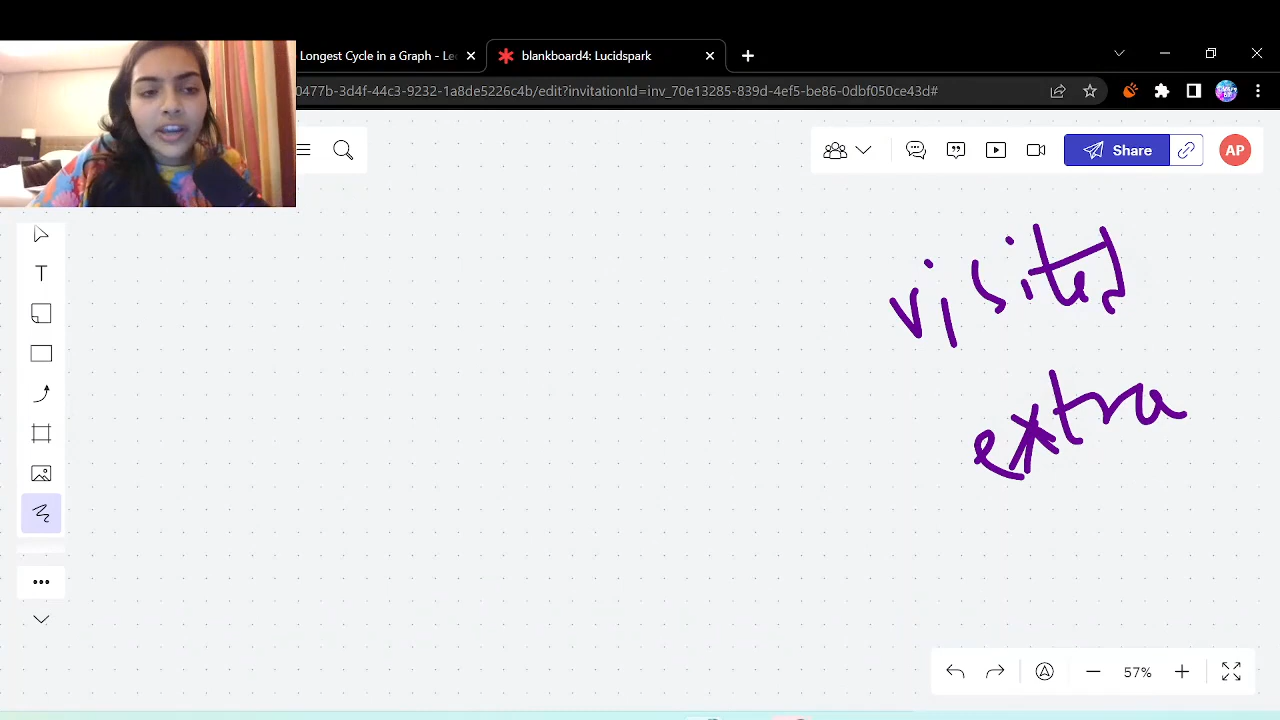 Longest Cycle in a Graph - Le
blankboard4: Lucidspark
0477b-3d4f-44c3-9232-1a8de5226c4b/edit?invitationId=inv_70e13285-839d-4ef5-be86-0dbf050ce43d#
Share
AP
T
visited
extra
57%